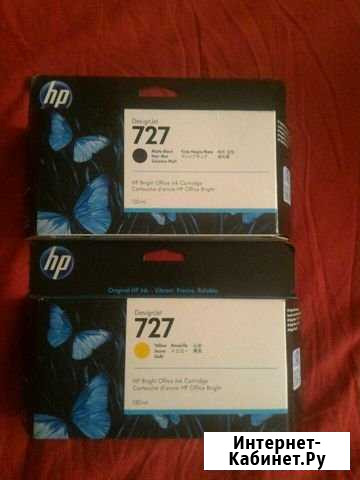 hp
DesignJet
727
Matte Black
HP Bright Office Ink Cartridge
Cartouche d'encre HP Office Bright
130ml
hp
Original HP Ink - Vibrant. Precise. Reliable.
DesignJet
727
Yellow Amarillo
HP Bright Office Ink Cartridge
Cartouche d'encre HP Office Bright
130ml
Интернет-
Кабинет.Ру